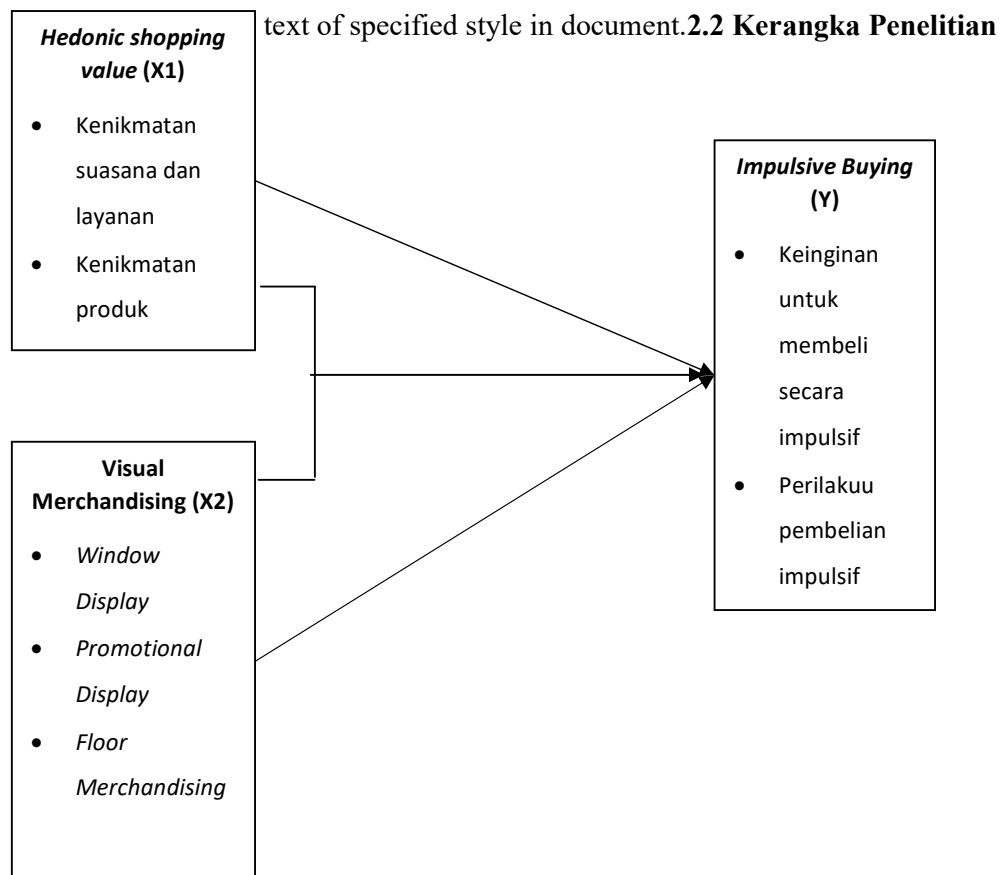 text of specified style in document.2.2 Kerangka Penelitian
Hedonic shopping
value (X1)
• Kenikmatan
suasana dan
layanan
• Kenikmatan
produk
Visual
Merchandising (X2)
• Window
Display
• Promotional
Display
• Floor
Merchandising
Impulsive Buying
(Y)
• Keinginan
untuk
membeli
secara
impulsif
• Perilakuu
pembelian
impulsif